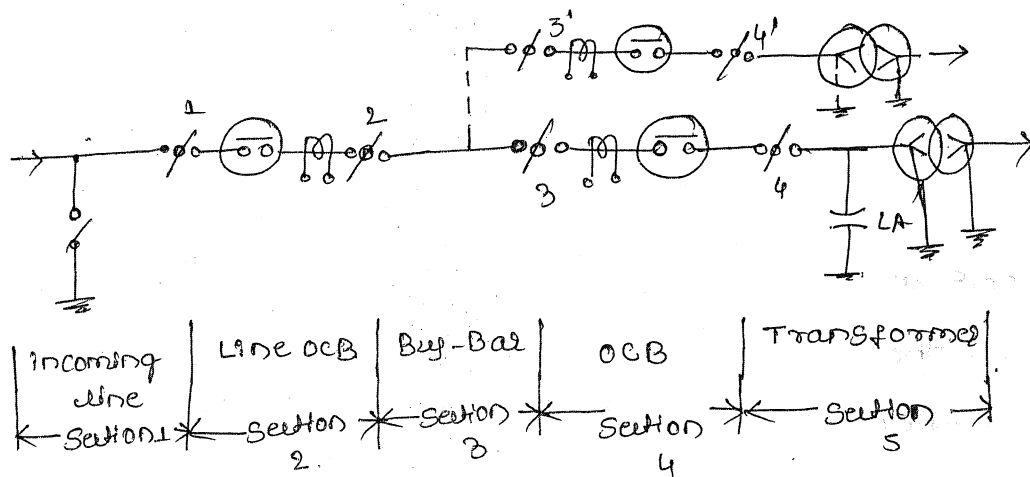 3'
4'
1
2
3
4
LA
Incoming
line
Section 1
Line OCB
Section
2.
Bus-Bar
Section
3
OCB
Section
4
Transformer
Section
5